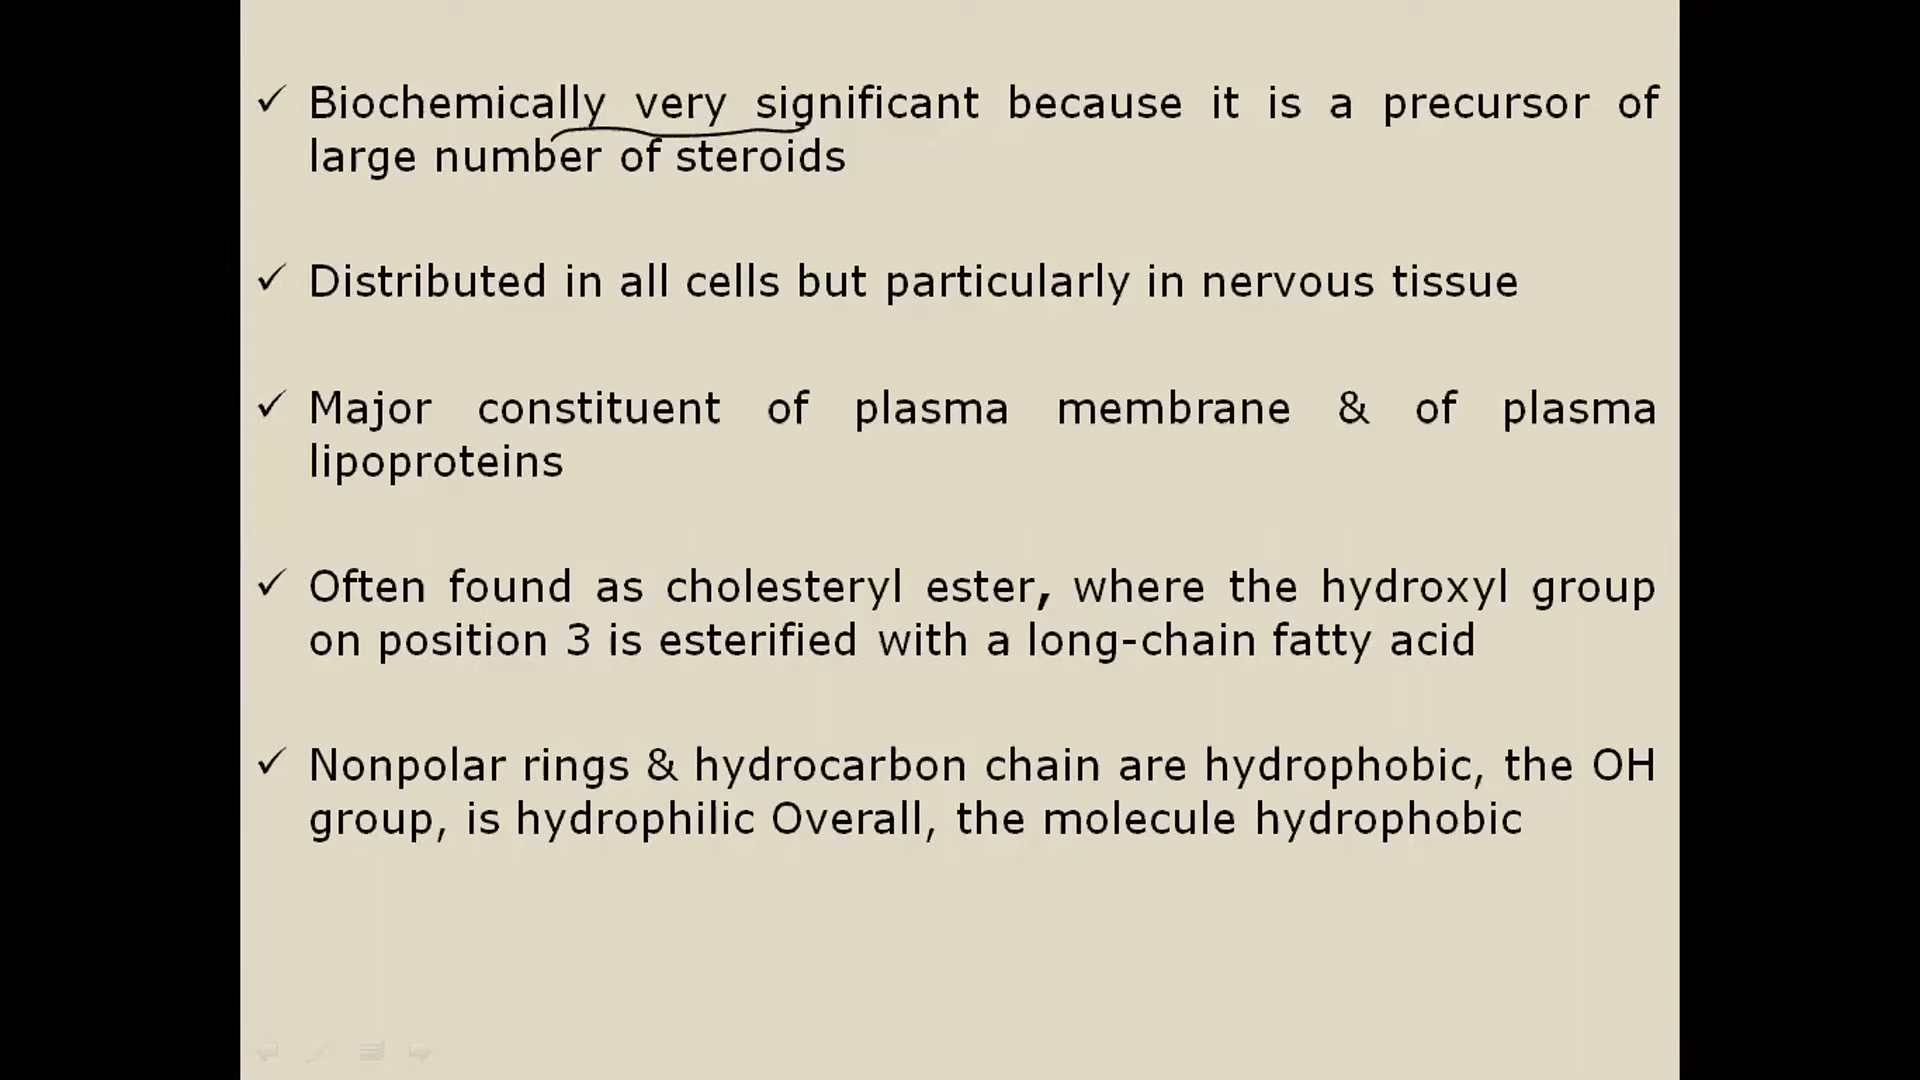 ✓ Biochemically very significant because it is a precursor of
large number of steroids
✓ Distributed in all cells but particularly in nervous tissue
✓ Major constituent of plasma membrane & of plasma
lipoproteins
✓ Often found as cholesteryl ester, where the hydroxyl group
on position 3 is esterified with a long-chain fatty acid
✓ Nonpolar rings & hydrocarbon chain are hydrophobic, the OH
group, is hydrophilic Overall, the molecule hydrophobic